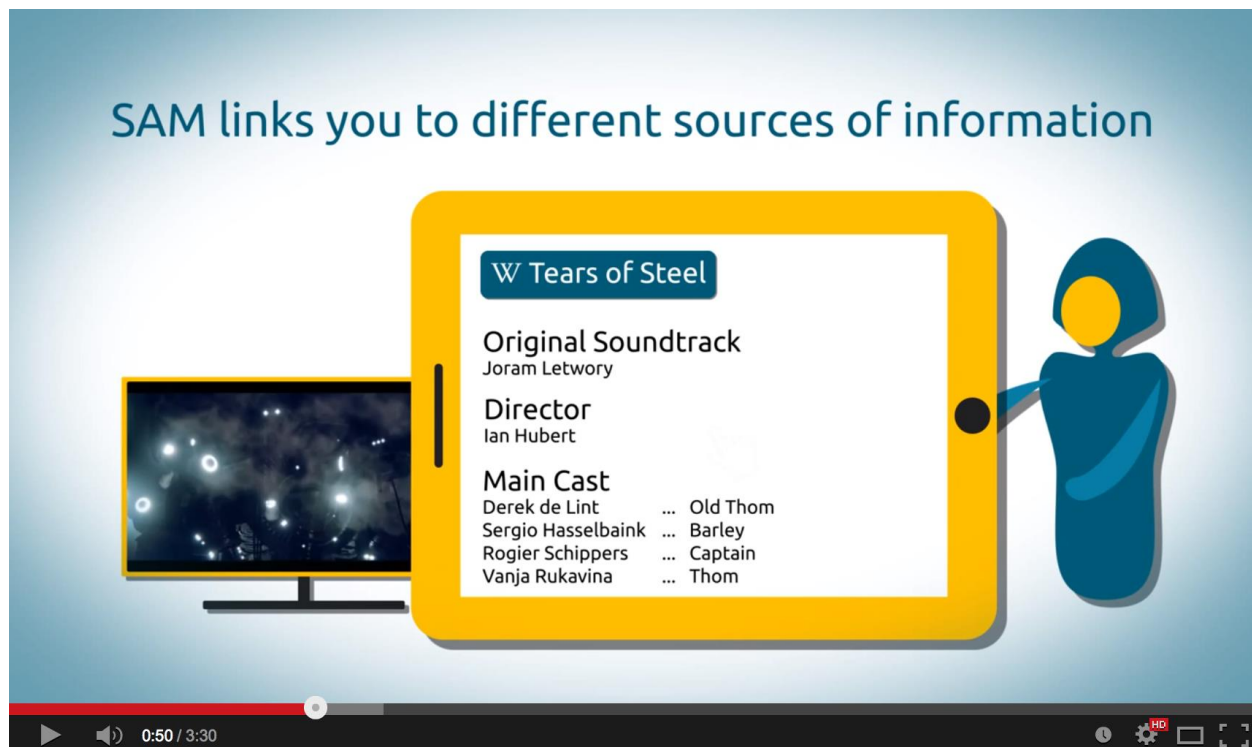 SAM links you to different sources of information
W Tears of Steel
Original Soundtrack
Joram Letwory
Director
Ian Hubert
Main Cast
Derek de Lint ... Old Thom
Sergio Hasselbaink ... Barley
Rogier Schippers ... Captain
Vanja Rukavina ... Thom
0:50 / 3:30
HD